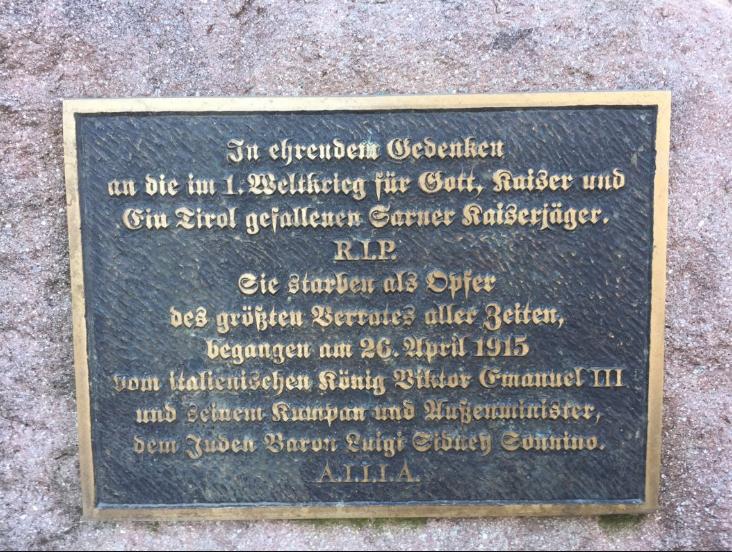 In ehrendem Gedenken
an die im 1. Weltkrieg für Gott, Kaiser und
Ein Tirol gefallenen Sarner Kaiserjäger.
R.I.P.
Sie starben als Opfer
des größten Verrates aller Zeiten,
begangen am 26. April 1915
vom italienischen König Viktor Emanuel III
und seinem Kumpan und Außenminister,
dem Juden Baron Luigi Sidney Sonnino.
A.I.I.I.A.